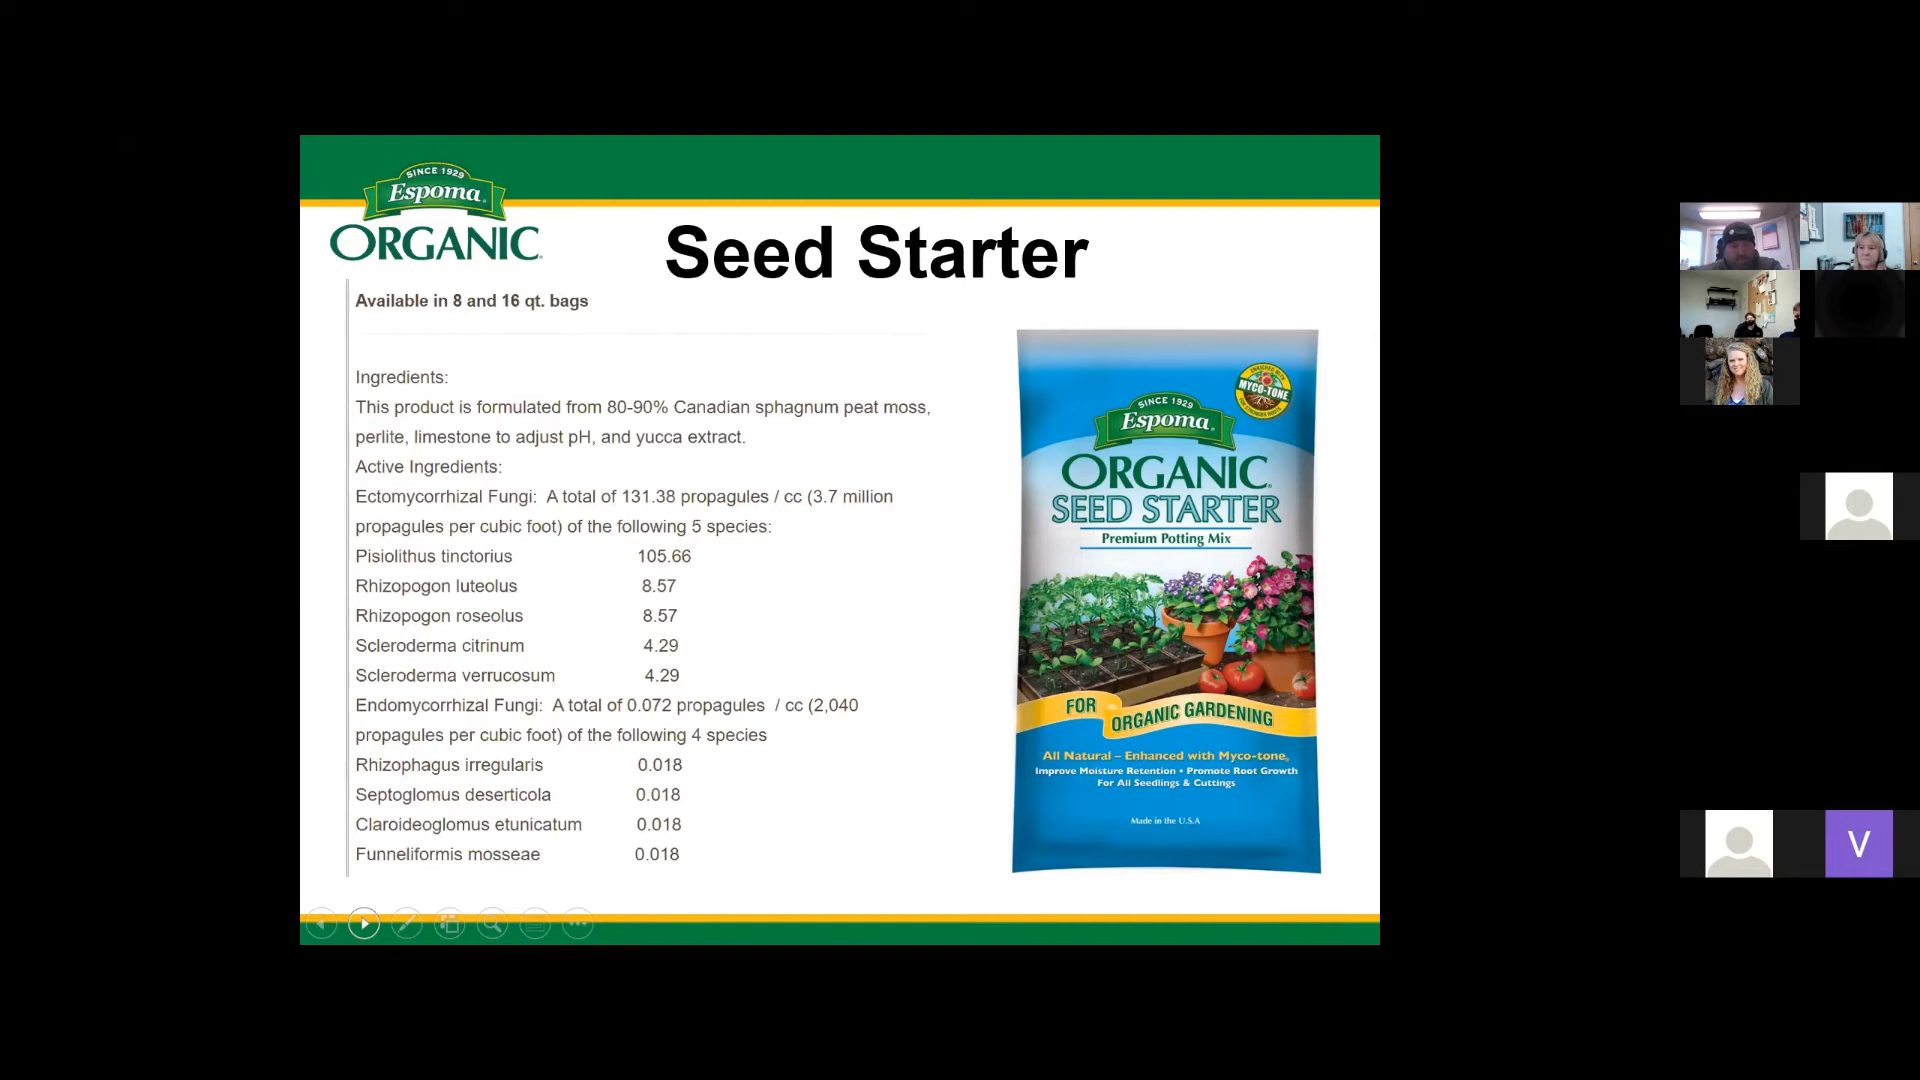 SINCE 1929
Espoma
ORGANIC
Seed Starter
Available in 8 and 16 qt. bags
Ingredients:
This product is formulated from 80-90% Canadian sphagnum peat moss,
perlite, limestone to adjust pH, and yucca extract.
Active Ingredients:
Ectomycorrhizal Fungi: A total of 131.38 propagules / cc (3.7 million
propagules per cubic foot) of the following 5 species:
Pisiolithus tinctorius 105.66
Rhizopogon luteolus 8.57
Rhizopogon roseolus 8.57
Scleroderma citrinum 4.29
Scleroderma verrucosum 4.29
Endomycorrhizal Fungi: A total of 0.072 propagules / cc (2,040
propagules per cubic foot) of the following 4 species
Rhizophagus irregularis 0.018
Septoglomus deserticola 0.018
Claroideoglomus etunicatum 0.018
Funneliformis mosseae 0.018
ENRICHED WITH
MYCO-TONE
FOR STRONGER ROOTS
SINCE 1929
Espoma
ORGANIC
SEED STARTER
Premium Potting Mix
FOR
ORGANIC GARDENING
All Natural – Enhanced with Myco-tone®
Improve Moisture Retention • Promote Root Growth
For All Seedlings & Cuttings
Made in the U.S.A
V